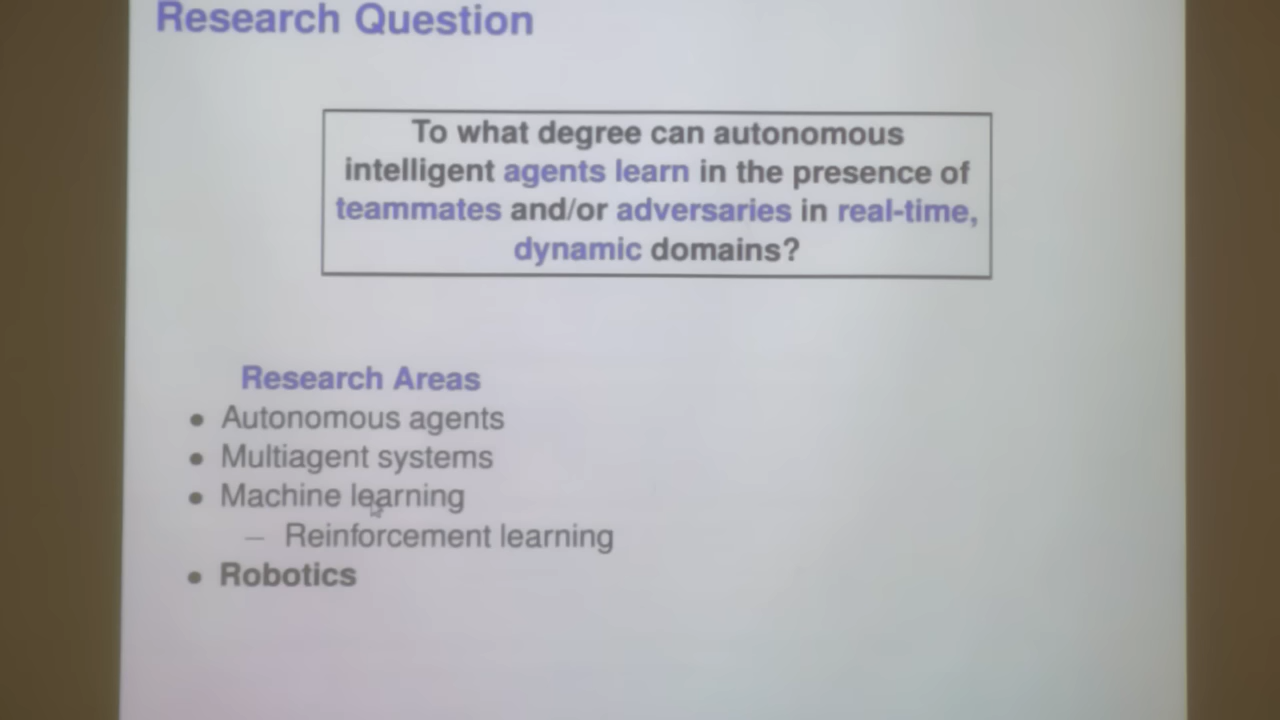 Research Question
To what degree can autonomous
intelligent agents learn in the presence of
teammates and/or adversaries in real-time,
dynamic domains?
Research Areas
• Autonomous agents
• Multiagent systems
• Machine learning
– Reinforcement learning
• Robotics